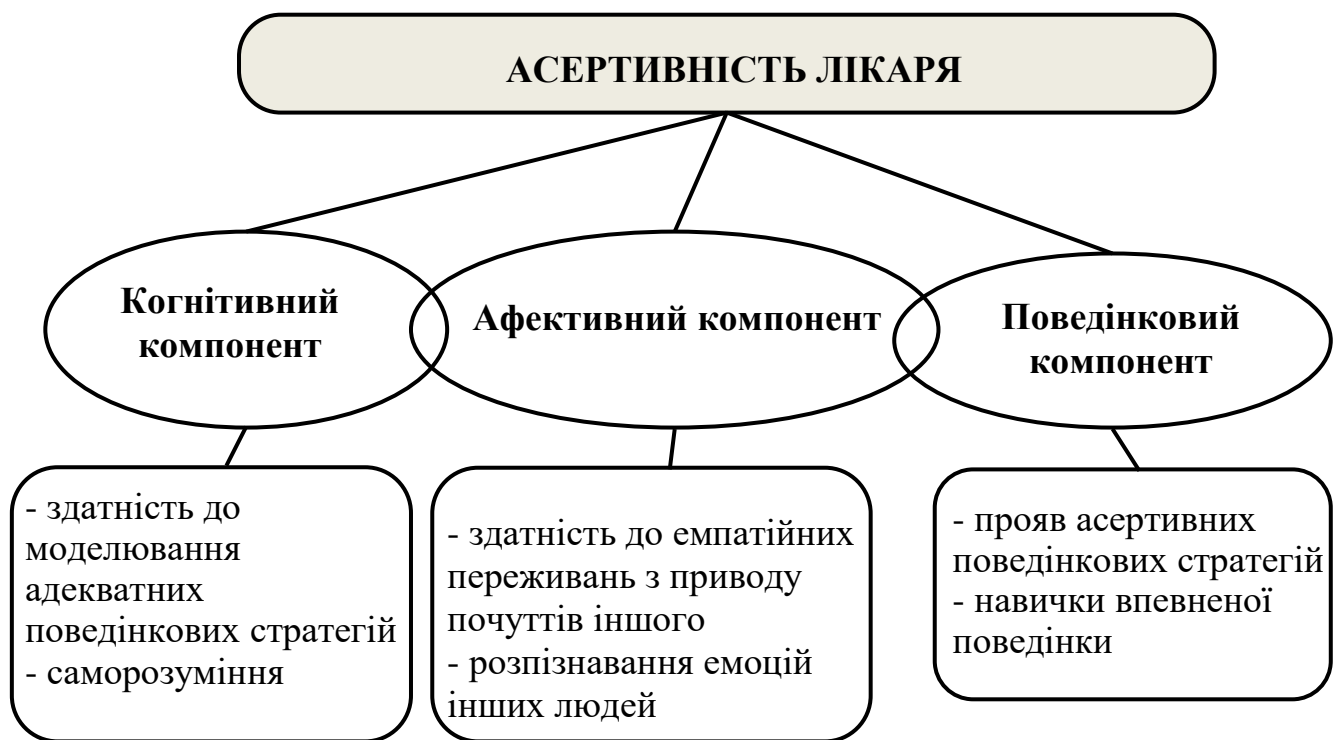 АСЕРТИВНІСТЬ ЛІКАРЯ
Когнітивний
компонент
Афективний компонент
Поведінковий
компонент
- здатність до
моделювання
адекватних
поведінкових стратегій
- саморозуміння
- здатність до емпатійних
переживань з приводу
почуттів іншого
- розпізнавання емоцій
інших людей
- прояв асертивних
поведінкових стратегій
- навички впевненої
поведінки